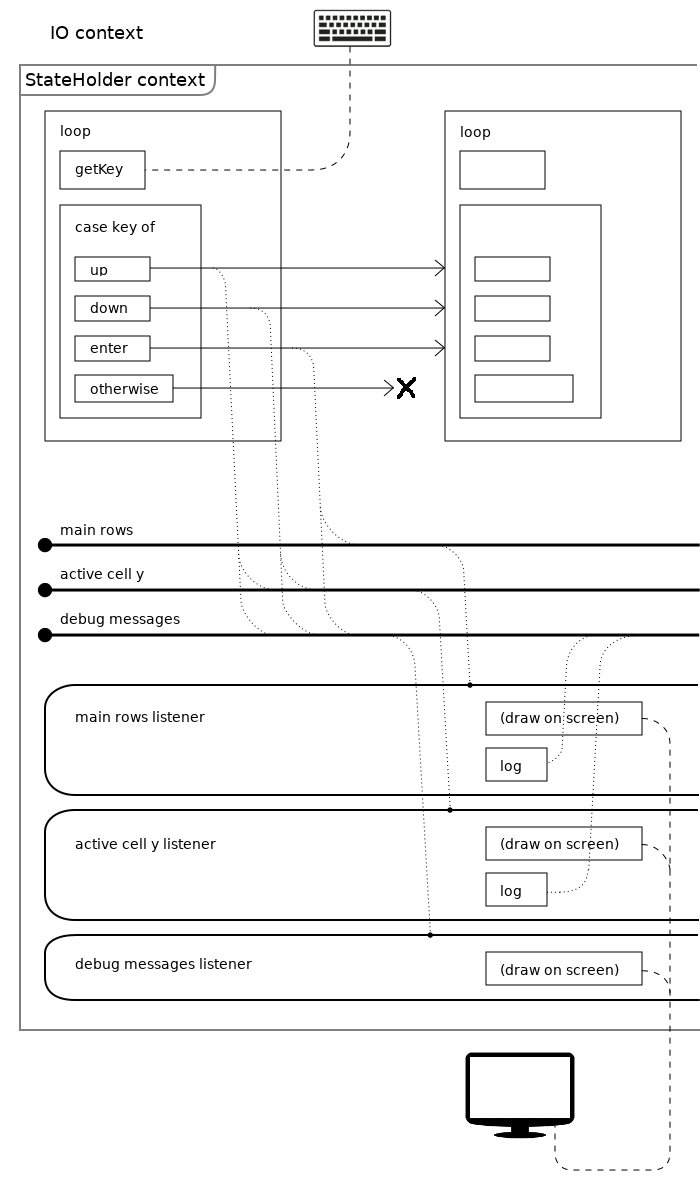 IO context
StateHolder context
loop
loop
getKey
case key of
up
down
enter
otherwise
main rows
active cell y
debug messages
main rows listener
(draw on screen)
log
active cell y listener
(draw on screen)
log
debug messages listener
(draw on screen)